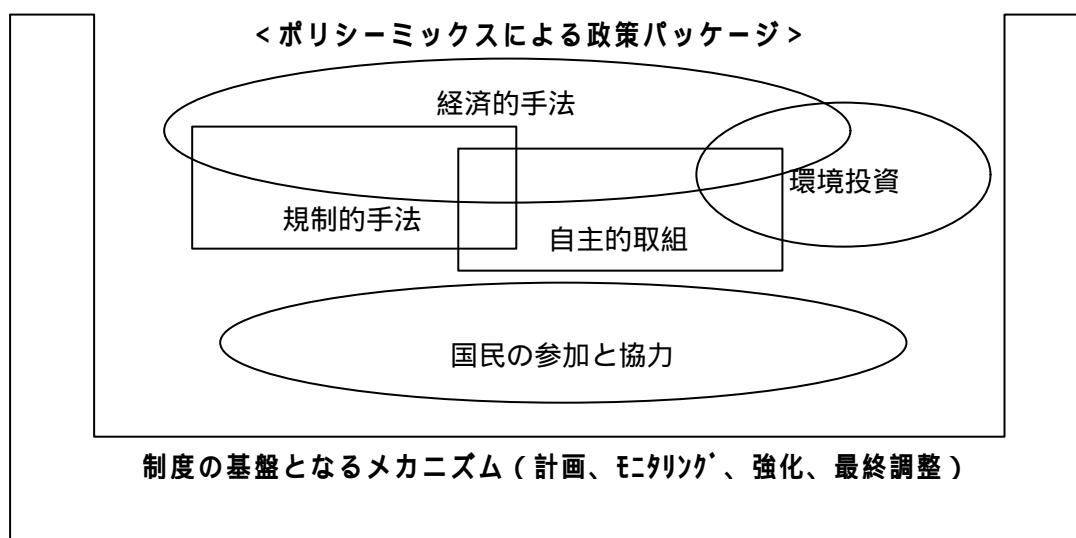 ＜ポリシーミックスによる政策パッケージ＞
経済的手法
環境投資
規制的手法
自主的取組
国民の参加と協力
制度の基盤となるメカニズム（計画、ﾓﾆﾀﾘﾝｸﾞ、強化、最終調整）